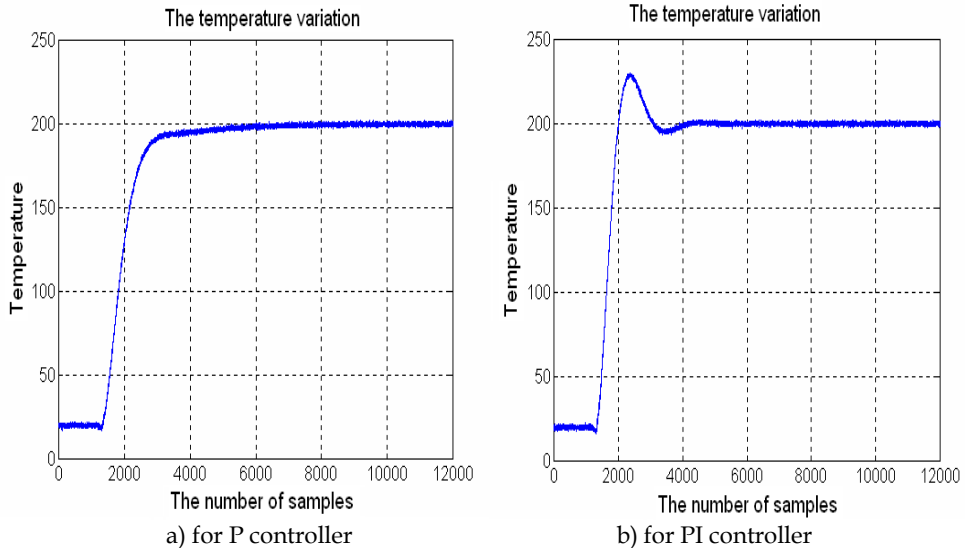 The temperature variation
250
200
150
100
50
0
Temperature
0 2000 4000 6000 8000 10000 12000
The number of samples
a) for P controller
The temperature variation
250
200
150
100
50
0
Temperature
0 2000 4000 6000 8000 10000 12000
The number of samples
b) for PI controller